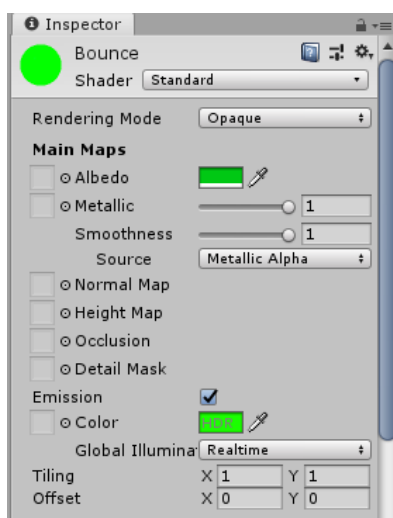 Inspector
Bounce
Shader Standard
Rendering Mode Opaque
Main Maps
Albedo
Metallic 1
Smoothness 1
Source Metallic Alpha
Normal Map
Height Map
Occlusion
Detail Mask
Emission
Color HDR
Global Illumina Realtime
Tiling X 1 Y 1
Offset X 0 Y 0